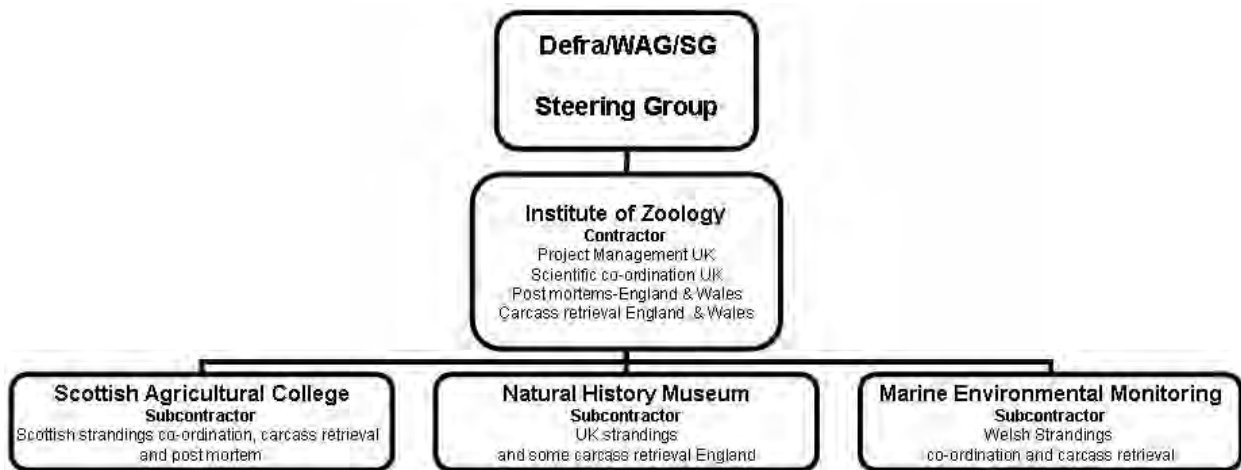 Defra/WAG/SG
Steering Group
Institute of Zoology
Contractor
Project Management UK
Scientific co-ordination UK
Post mortems-England & Wales
Carcass retrieval England & Wales
Scottish Agricultural College
Subcontractor
Scottish strandings co-ordination, carcass retrieval
and post mortem
Natural History Museum
Subcontractor
UK strandings
and some carcass retrieval England
Marine Environmental Monitoring
Subcontractor
Welsh Strandings
co-ordination and carcass retrieval